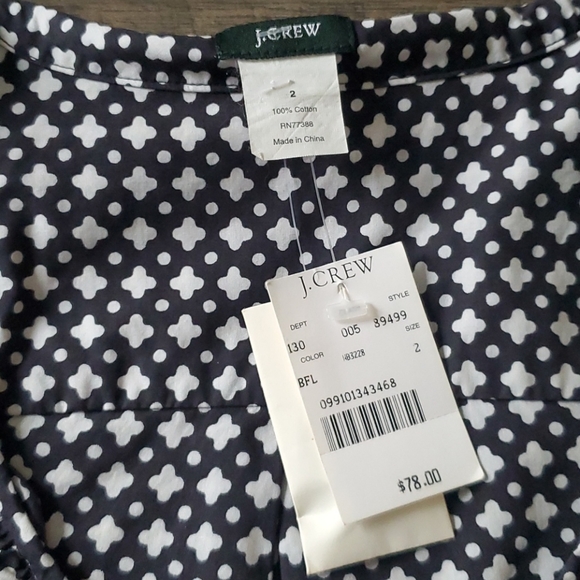 J.CREW
2
100% Cotton
RN77388
Made in China
J.CREW
DEPT STYLE
130 005 89499
COLOR WB3228 SIZE
BFL 2
099101343468
$78.00